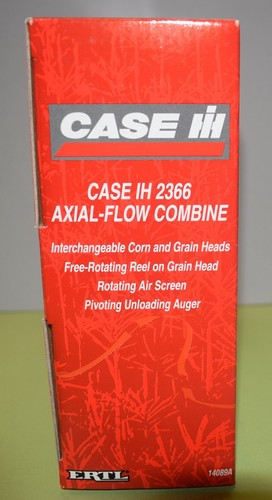 CASE IH
CASE IH 2366
AXIAL-FLOW COMBINE
Interchangeable Corn and Grain Heads
Free-Rotating Reel on Grain Head
Rotating Air Screen
Pivoting Unloading Auger
ERTL
14089A